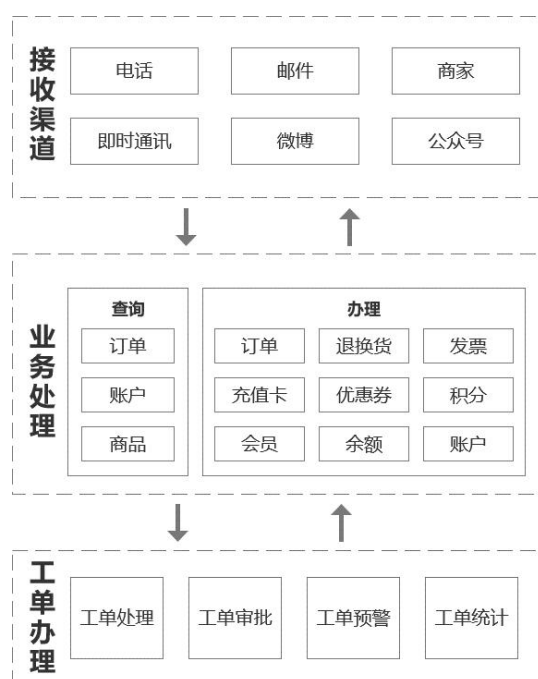 接收渠道
电话
邮件
商家
即时通讯
微博
公众号
业务处理
查询
订单
账户
商品
办理
订单
退换货
发票
充值卡
优惠券
积分
会员
余额
账户
工单办理
工单处理
工单审批
工单预警
工单统计